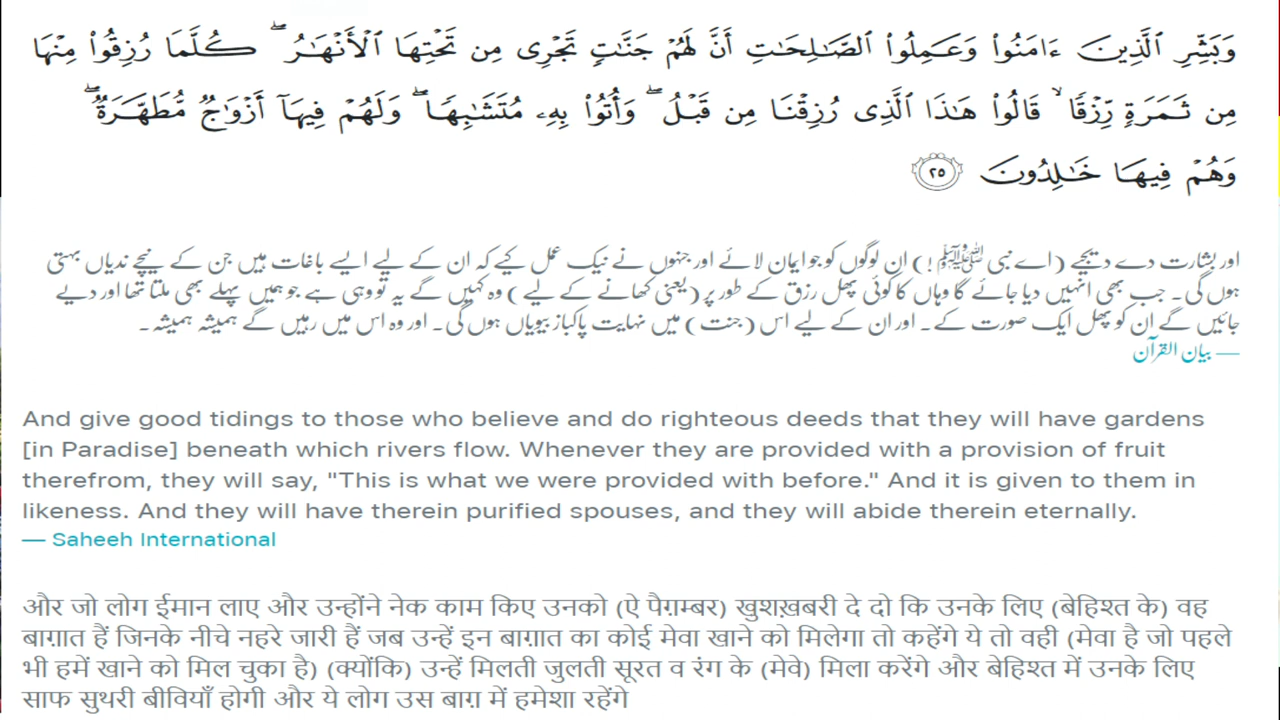 وَبَشِّرِ ٱلَّذِينَ ءَامَنُوا۟ وَعَمِلُوا۟ ٱلصَّـٰلِحَـٰتِ أَنَّ لَهُمْ جَنَّـٰتٍۢ تَجْرِى مِن تَحْتِهَا ٱلْأَنْهَـٰرُ ۖ كُلَّمَا رُزِقُوا۟ مِنْهَا
مِن ثَمَرَةٍۢ رِّزْقًۭا ۙ قَالُوا۟ هَـٰذَا ٱلَّذِى رُزِقْنَا مِن قَبْلُ ۖ وَأُتُوا۟ بِهِۦ مُتَشَـٰبِهًۭا ۖ وَلَهُمْ فِيهَآ أَزْوَٰجٌۭ مُّطَهَّرَةٌۭ ۖ
وَهُمْ فِيهَا خَـٰلِدُونَ ٢٥
اور بشارت دے دیجیے (اے نبی ﷺ !) ان لوگوں کو جو ایمان لائے اور جنہوں نے نیک عمل کیے کہ ان کے لیے ایسے باغات ہیں جن کے نیچے ندیاں بہتی
ہوں گی۔ جب بھی انہیں دیا جائے گا وہاں کا کوئی پھل رزق کے طور پر (یعنی کھانے کے لیے) وہ کہیں گے یہ تو وہی ہے جو ہمیں پہلے بھی ملتا تھا اور دیے
جائیں گے ان کو پھل ایک صورت کے۔ اور ان کے لیے اس (جنت) میں نہایت پاکباز بیویاں ہوں گی۔ اور وہ اس میں رہیں گے ہمیشہ ہمیشہ۔
— بیان القرآن
And give good tidings to those who believe and do righteous deeds that they will have gardens
[in Paradise] beneath which rivers flow. Whenever they are provided with a provision of fruit
therefrom, they will say, "This is what we were provided with before." And it is given to them in
likeness. And they will have therein purified spouses, and they will abide therein eternally.
— Saheeh International
और जो लोग ईमान लाए और उन्होंने नेक काम किए उनको (ऐ पैग़म्बर) खुशख़बरी दे दो कि उनके लिए (बेहिश्त के) वह
बाग़ात हैं जिनके नीचे नहरे जारी हैं जब उन्हें इन बाग़ात का कोई मेवा खाने को मिलेगा तो कहेंगे ये तो वही (मेवा है जो पहले
भी हमें खाने को मिल चुका है) (क्योंकि) उन्हें मिलती जुलती सूरत व रंग के (मेवे) मिला करेंगे और बेहिश्त में उनके लिए
साफ सुथरी बीवियाँ होगी और ये लोग उस बाग़ में हमेशा रहेंगे